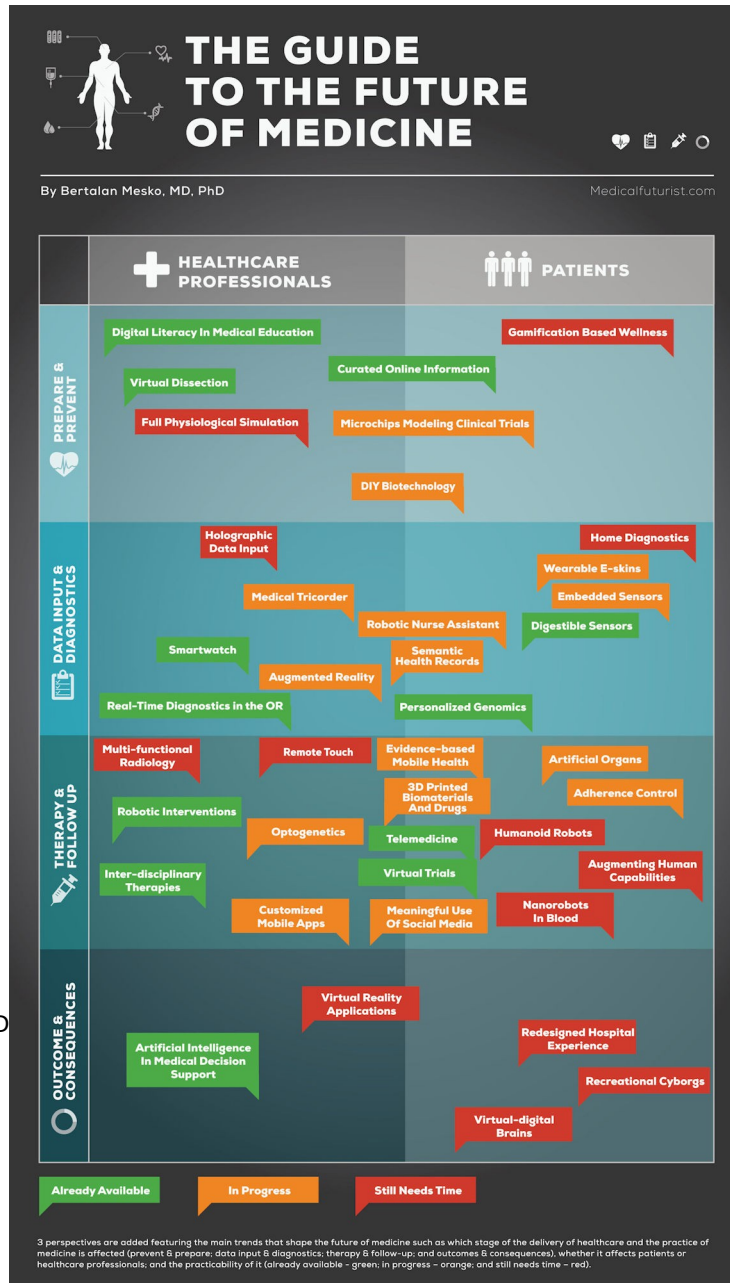 THE GUIDE
TO THE FUTURE
OF MEDICINE
By Bertalan Mesko, MD, PhD
Medicalfuturist.com
HEALTHCARE
PROFESSIONALS
PATIENTS
PREPARE &
PREVENT
Digital Literacy In Medical Education
Gamification Based Wellness
Curated Online Information
Virtual Dissection
Full Physiological Simulation
Microchips Modeling Clinical Trials
DIY Biotechnology
DATA INPUT &
DIAGNOSTICS
Holographic
Data Input
Home Diagnostics
Wearable E-skins
Medical Tricorder
Embedded Sensors
Robotic Nurse Assistant
Digestible Sensors
Smartwatch
Semantic
Health Records
Augmented Reality
Real-Time Diagnostics in the OR
Personalized Genomics
THERAPY &
FOLLOW UP
Multi-functional
Radiology
Remote Touch
Evidence-based
Mobile Health
Artificial Organs
3D Printed
Biomaterials
And Drugs
Adherence Control
Robotic Interventions
Optogenetics
Telemedicine
Humanoid Robots
Inter-disciplinary
Therapies
Virtual Trials
Augmenting Human
Capabilities
Customized
Mobile Apps
Meaningful Use
Of Social Media
Nanorobots
In Blood
OUTCOME &
CONSEQUENCES
Virtual Reality
Applications
Artificial Intelligence
In Medical Decision
Support
Redesigned Hospital
Experience
Recreational Cyborgs
Virtual-digital
Brains
Already Available
In Progress
Still Needs Time
3 perspectives are added featuring the main trends that shape the future of medicine such as which stage of the delivery of healthcare and the practice of
medicine is affected (prevent & prepare; data input & diagnostics; therapy & follow-up; and outcomes & consequences), whether it affects patients or
healthcare professionals; and the practicability of it (already available - green; in progress – orange; and still needs time – red).